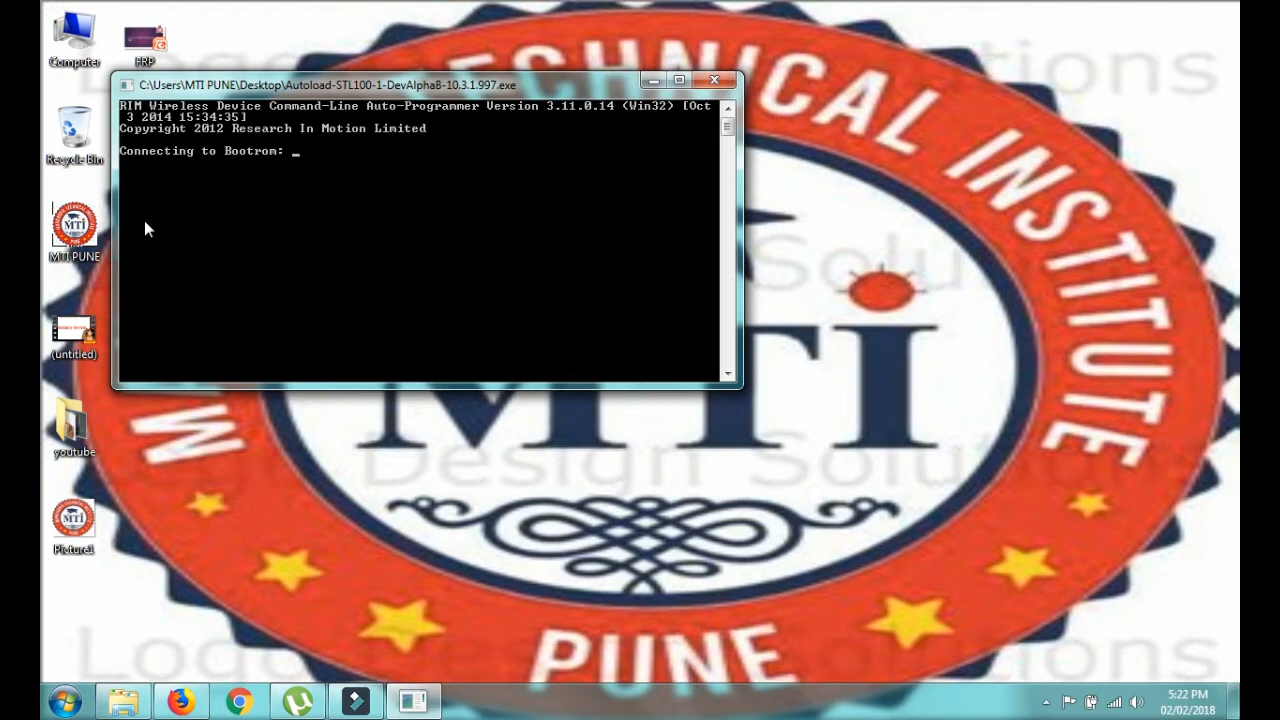 Computer
FRP
C:\Users\MTI PUNE\Desktop\Autoload-STL100-1-DevAlphaB-10.3.1.997.exe
RIM Wireless Device Command-Line Auto-Programmer Version 3.11.0.14 (Win32) [Oct
3 2014 15:34:35]
Copyright 2012 Research In Motion Limited
Connecting to Bootrom: _
Recycle Bin
MTI PUNE
(untitled)
youtube
Picture1
TECHNICAL INSTITUTE
M
MTI
PUNE
Logo Design Solutions
5:22 PM
02/02/2018